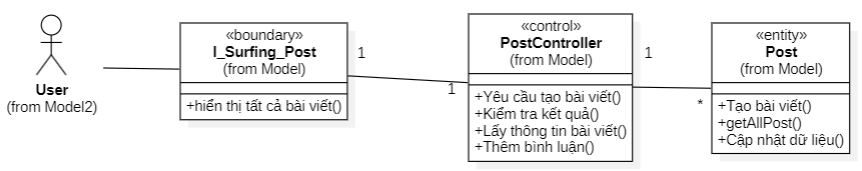 User
(from Model2)
«boundary»
I_Surfing_Post
(from Model)
+hiển thị tất cả bài viết()
1
1
«control»
PostController
(from Model)
+Yêu cầu tạo bài viết()
+Kiểm tra kết quả()
+Lấy thông tin bài viết()
+Thêm bình luận()
1
*
«entity»
Post
(from Model)
+Tạo bài viết()
+getAllPost()
+Cập nhật dữ liệu()